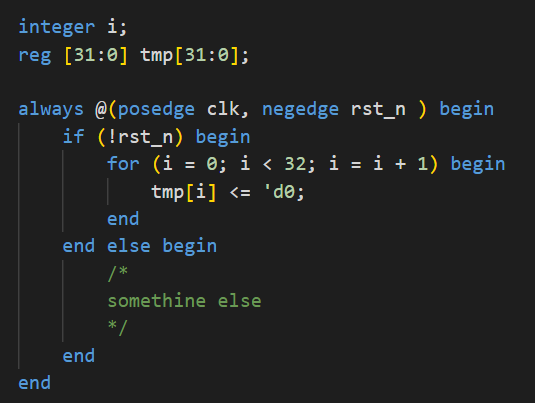 integer i;
reg [31:0] tmp[31:0];
always @(posedge clk, negedge rst_n ) begin
if (!rst_n) begin
for (i = 0; i < 32; i = i + 1) begin
tmp[i] <= 'd0;
end
end else begin
/*
somethine else
*/
end
end